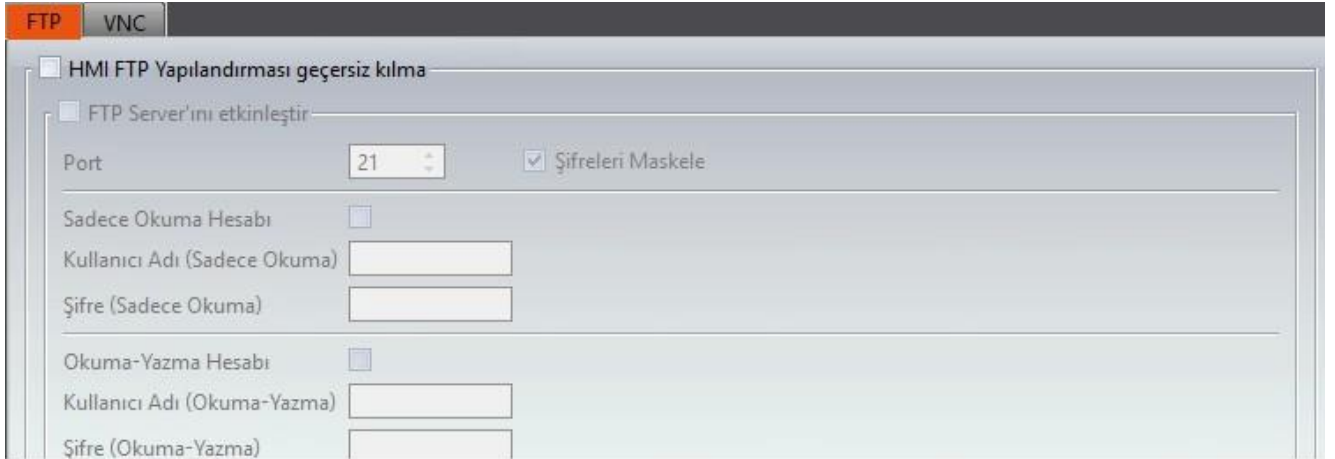 FTP VNC
HMI FTP Yapılandırması geçersiz kılma
FTP Server'ını etkinleştir
Port 21 Şifreleri Maskele
Sadece Okuma Hesabı
Kullanıcı Adı (Sadece Okuma)
Şifre (Sadece Okuma)
Okuma-Yazma Hesabı
Kullanıcı Adı (Okuma-Yazma)
Şifre (Okuma-Yazma)